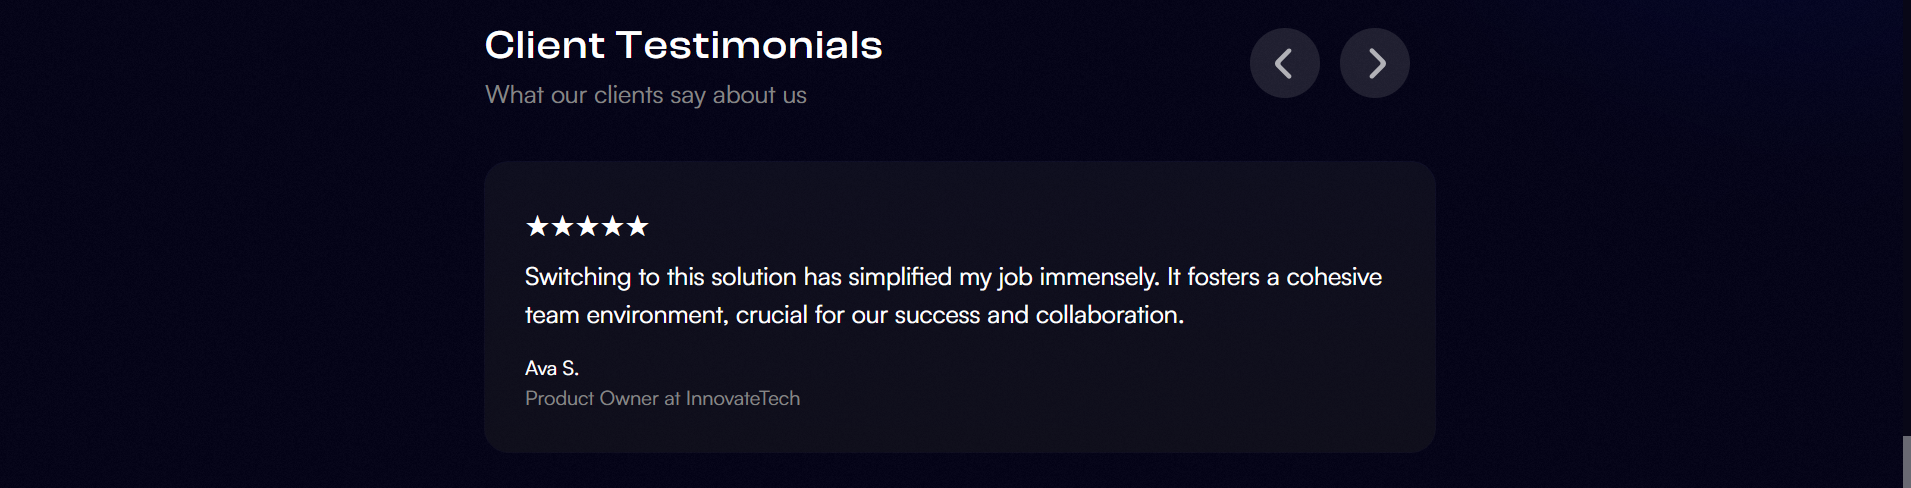 Client Testimonials
What our clients say about us
★★★★★
Switching to this solution has simplified my job immensely. It fosters a cohesive
team environment, crucial for our success and collaboration.
Ava S.
Product Owner at InnovateTech